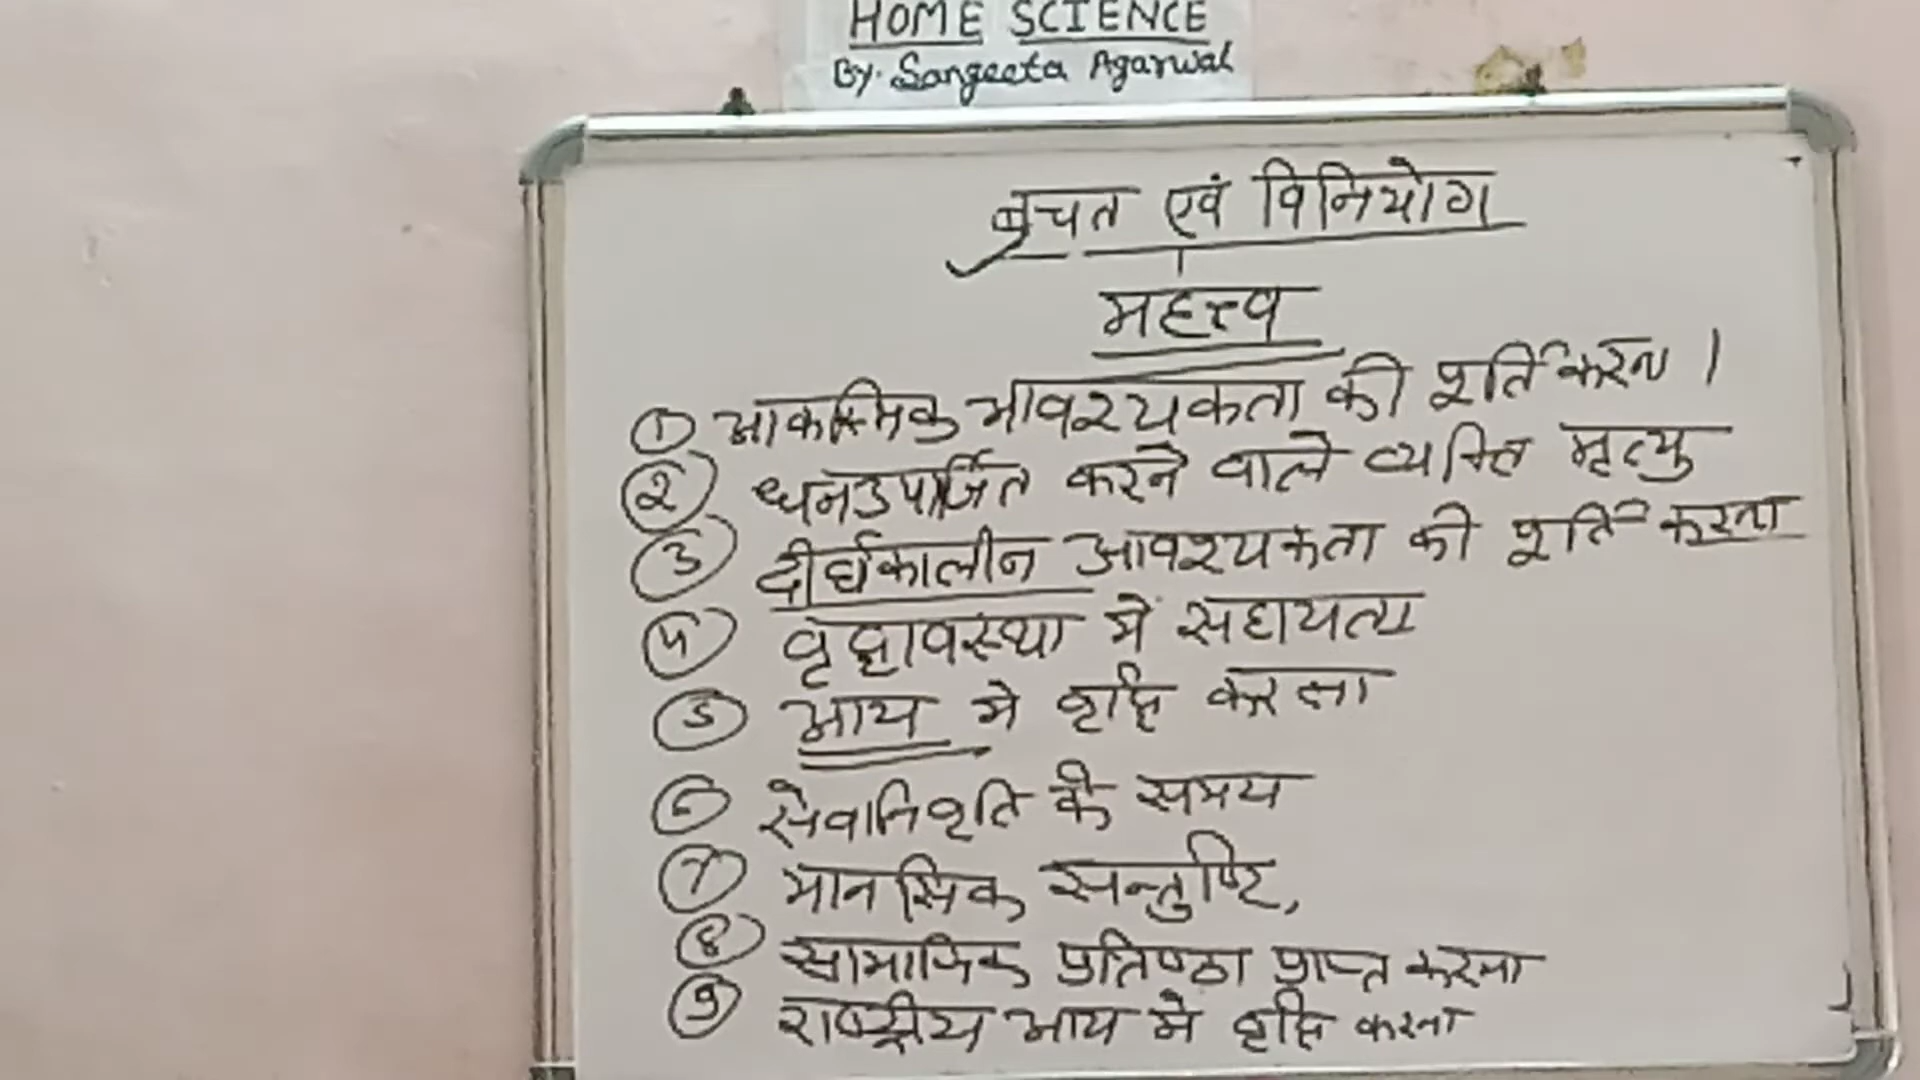 HOME SCIENCE
By. Sangeeta Agarwal
बचत एवं विनियोग
महत्त्व
① आकस्मिक आवश्यकता की पूर्ति करना।
② धनउपार्जित करने वाले व्यक्ति मृत्यु
③ दीर्घकालीन आवश्यकता की पूर्ति करना
④ वृद्धावस्था मे सहायता
⑤ आय मे वृद्धि करना
⑥ सेवानिवृति के समय
⑦ मानसिक सन्तुष्टि,
⑧ सामाजिक प्रतिष्ठा प्राप्त करना
⑨ राष्ट्रीय आय मे वृद्धि करना